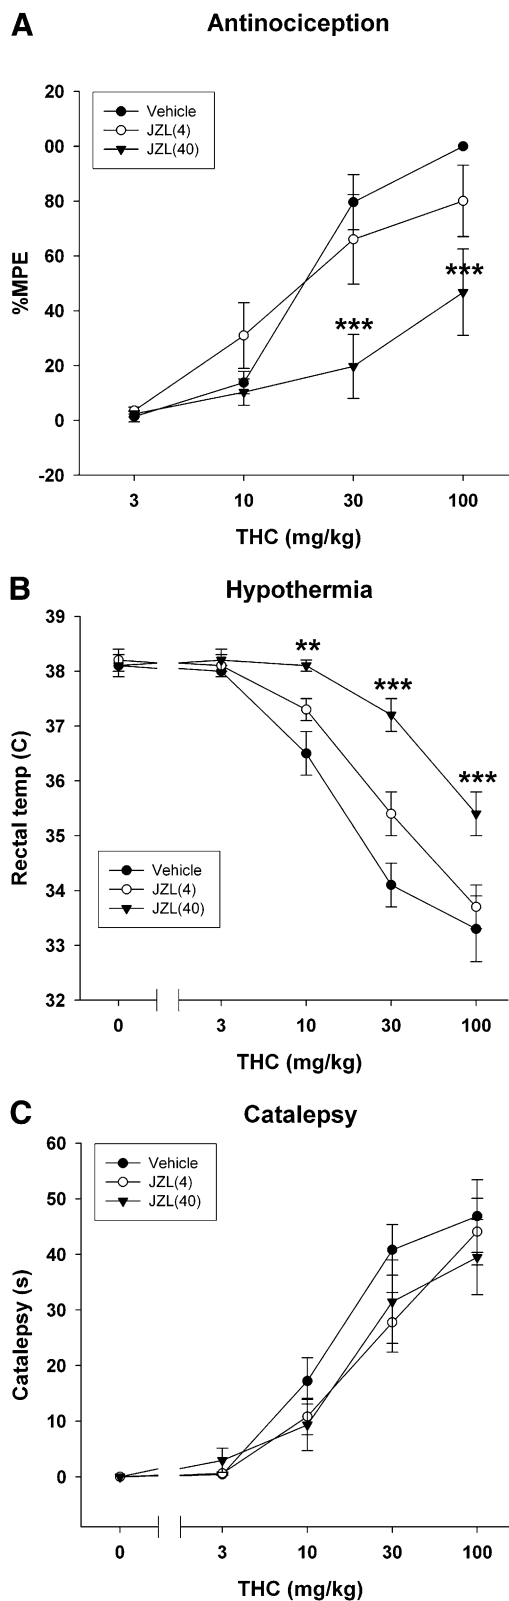 A
Antinociception
20
00
80
60
40
20
0
-20
%MPE
Vehicle
JZL(4)
JZL(40)
***
***
3 10 30 100
THC (mg/kg)
B
Hypothermia
39
38
37
36
35
34
33
32
Rectal temp (C)
**
***
***
Vehicle
JZL(4)
JZL(40)
0 3 10 30 100
THC (mg/kg)
C
Catalepsy
60
50
40
30
20
10
0
Catalepsy (s)
Vehicle
JZL(4)
JZL(40)
0 3 10 30 100
THC (mg/kg)